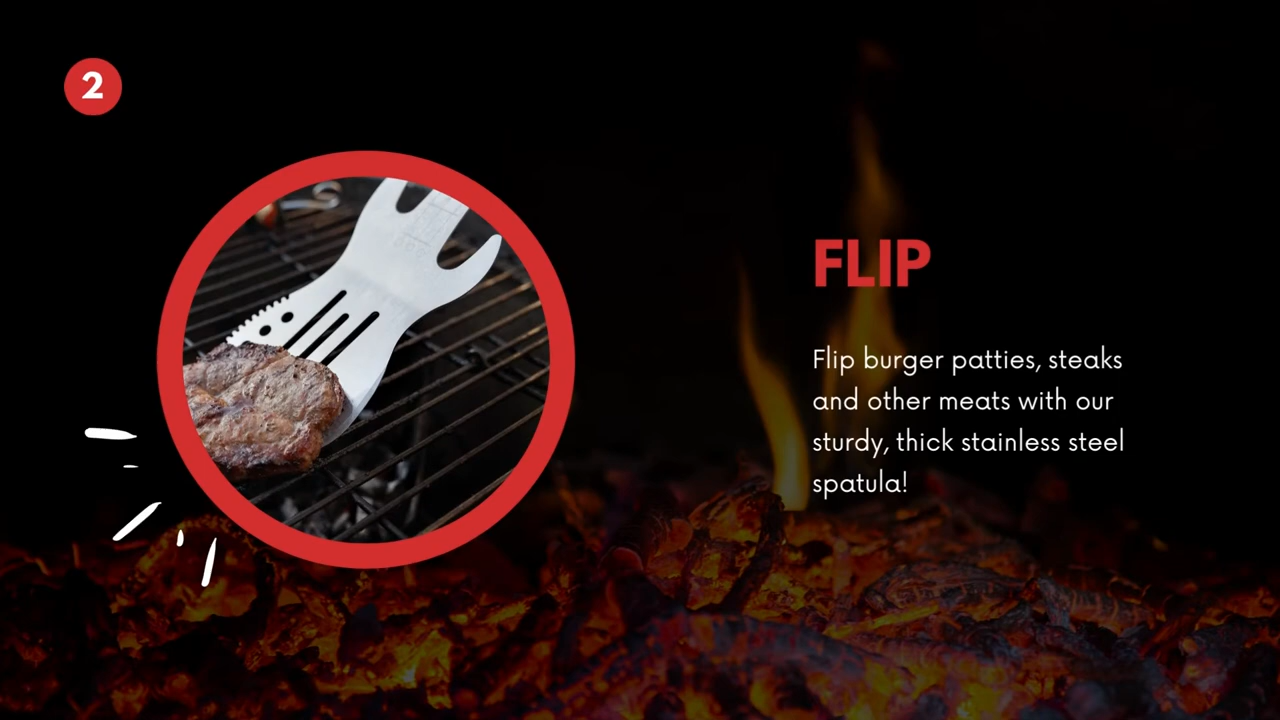 2
FLIP
Flip burger patties, steaks
and other meats with our
sturdy, thick stainless steel
spatula!